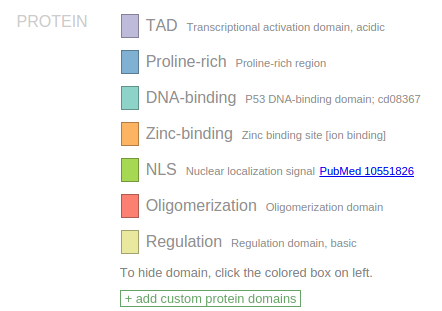 PROTEIN
TAD Transcriptional activation domain, acidic
Proline-rich Proline-rich region
DNA-binding P53 DNA-binding domain; cd08367
Zinc-binding Zinc binding site [ion binding]
NLS Nuclear localization signal PubMed 10551826
Oligomerization Oligomerization domain
Regulation Regulation domain, basic
To hide domain, click the colored box on left.
+ add custom protein domains